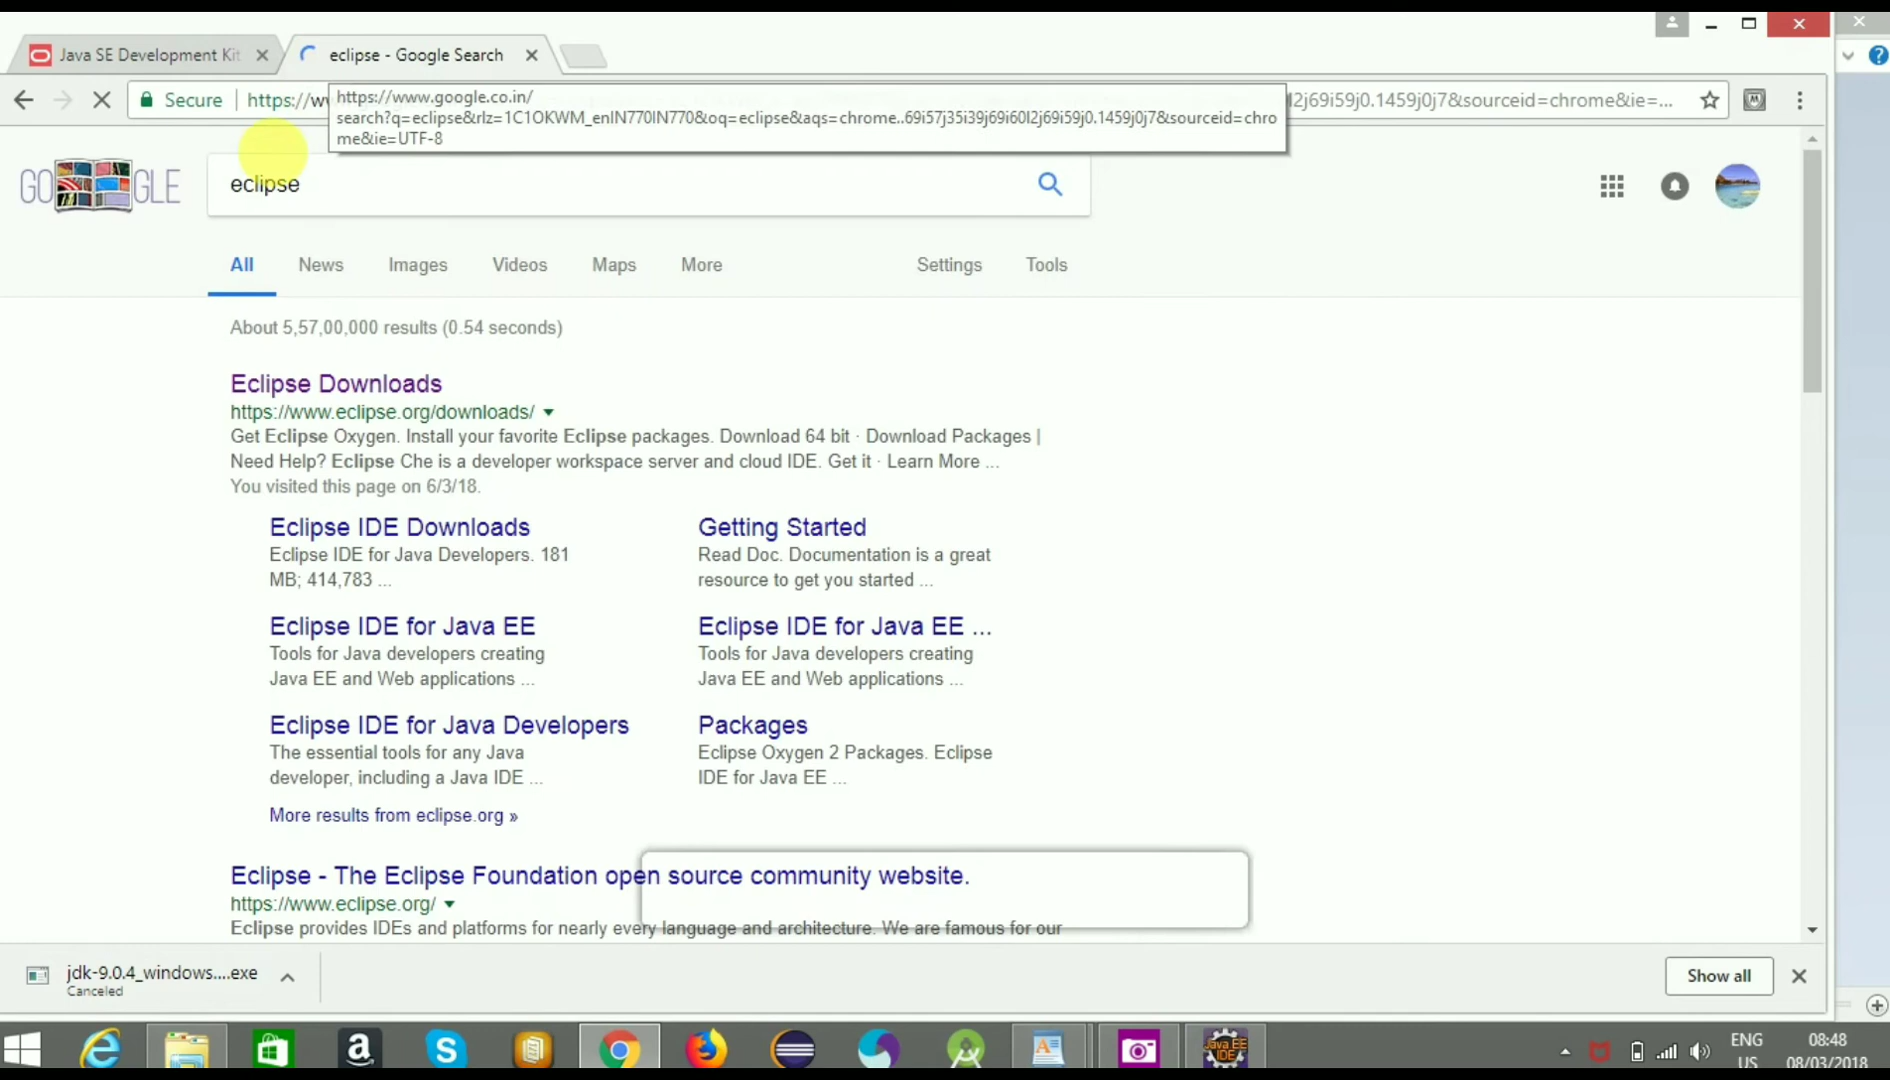 Java SE Development Kit
eclipse - Google Search
Secure
https://w
https://www.google.co.in/
search?q=eclipse&rlz=1C1OKWM_enIN770IN770&oq=eclipse&aqs=chrome..69i57j35i39j69i60l2j69i59j0.1459j0j7&sourceid=chro
me&ie=UTF-8
l2j69i59j0.1459j0j7&sourceid=chrome&ie=...
GO GLE
eclipse
All News Images Videos Maps More Settings Tools
About 5,57,00,000 results (0.54 seconds)
Eclipse Downloads
https://www.eclipse.org/downloads/
Get Eclipse Oxygen. Install your favorite Eclipse packages. Download 64 bit · Download Packages |
Need Help? Eclipse Che is a developer workspace server and cloud IDE. Get it · Learn More ...
You visited this page on 6/3/18.
Eclipse IDE Downloads
Eclipse IDE for Java Developers. 181
MB; 414,783 ...
Getting Started
Read Doc. Documentation is a great
resource to get you started ...
Eclipse IDE for Java EE
Tools for Java developers creating
Java EE and Web applications ...
Eclipse IDE for Java EE ...
Tools for Java developers creating
Java EE and Web applications ...
Eclipse IDE for Java Developers
The essential tools for any Java
developer, including a Java IDE ...
Packages
Eclipse Oxygen 2 Packages. Eclipse
IDE for Java EE ...
More results from eclipse.org »
Eclipse - The Eclipse Foundation open source community website.
https://www.eclipse.org/
Eclipse provides IDEs and platforms for nearly every language and architecture. We are famous for our
jdk-9.0.4_windows....exe
Canceled
Show all
Java EE
IDE
ENG
US
08:48
08/03/2018